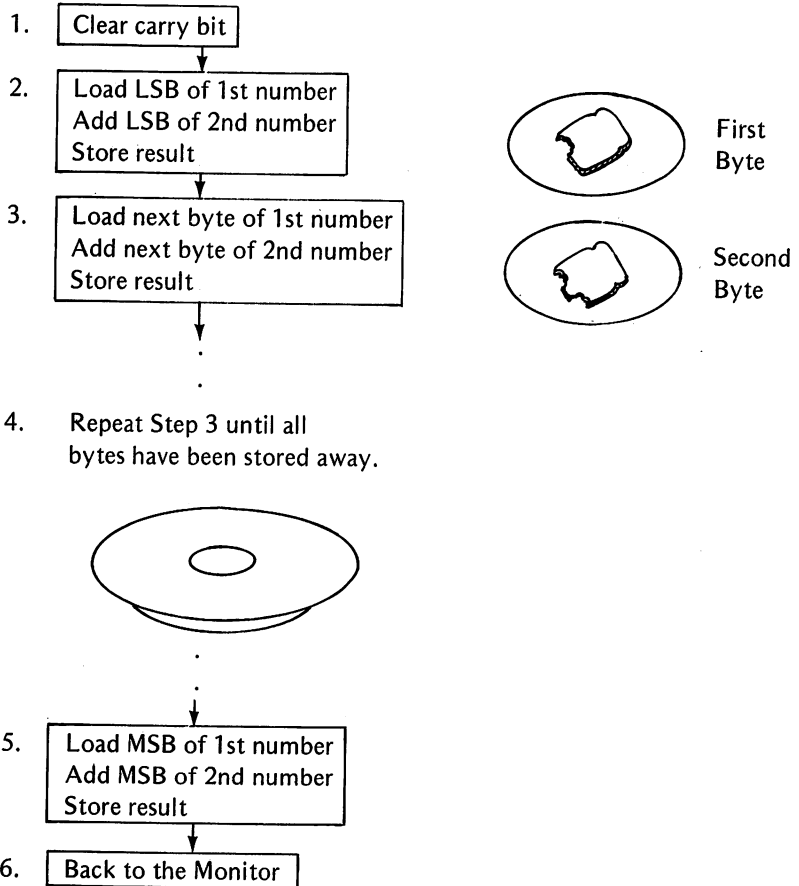 1. Clear carry bit
2. Load LSB of 1st number
Add LSB of 2nd number
Store result
First
Byte
3. Load next byte of 1st number
Add next byte of 2nd number
Store result
Second
Byte
4. Repeat Step 3 until all
bytes have been stored away.
5. Load MSB of 1st number
Add MSB of 2nd number
Store result
6. Back to the Monitor